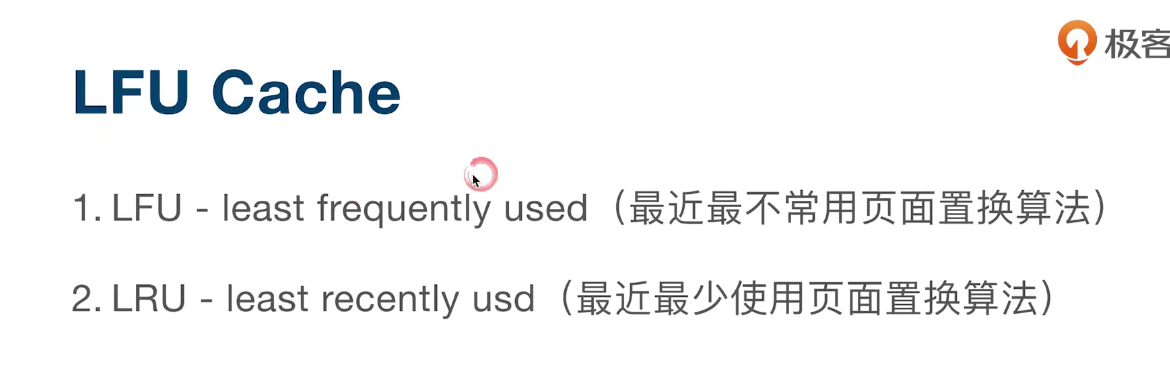 极客
LFU Cache
1. LFU - least frequently used（最近最不常用页面置换算法）
2. LRU - least recently usd（最近最少使用页面置换算法）